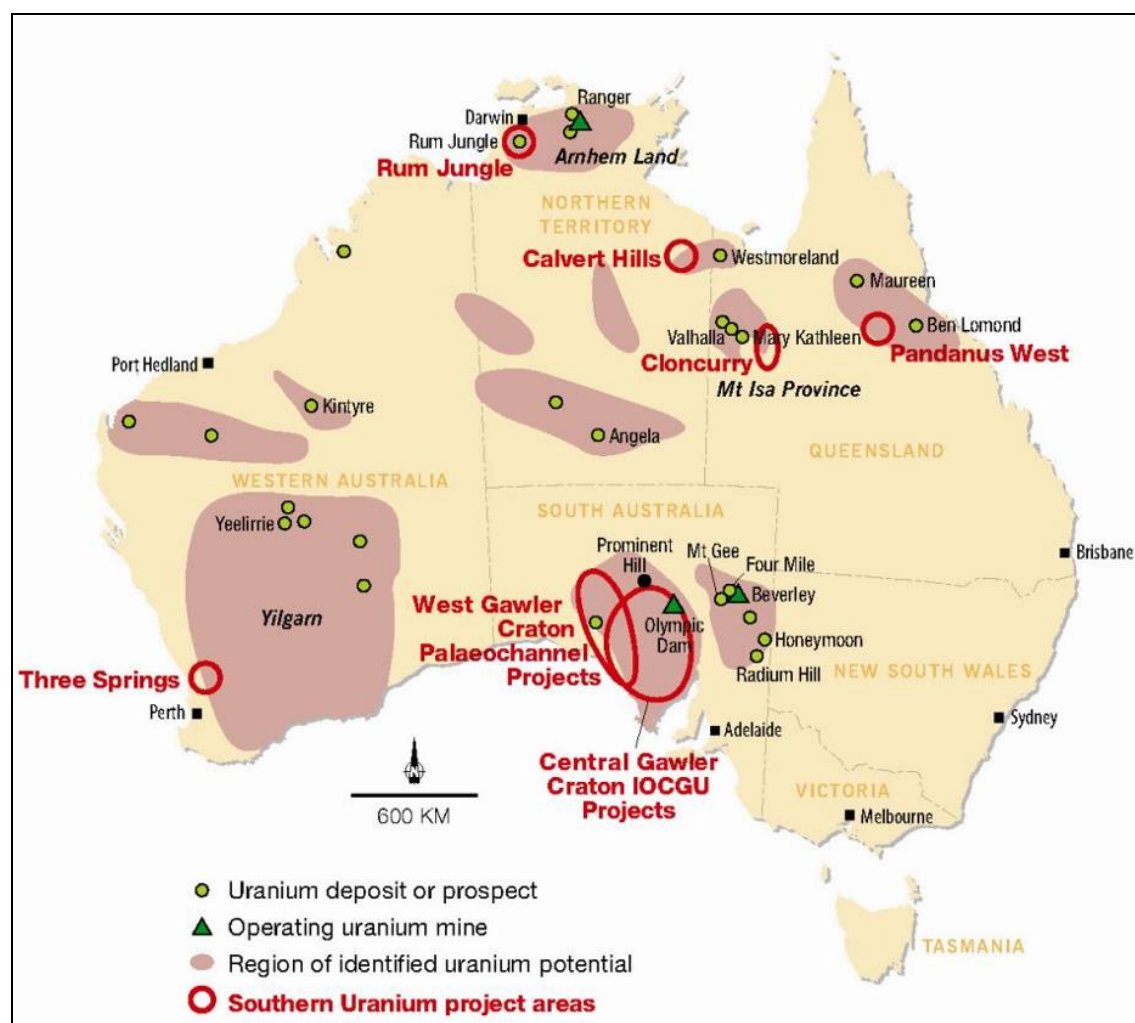 Ranger
Darwin
Rum Jungle
Rum Jungle
Arnhem Land
NORTHERN
TERRITORY
Calvert Hills
Westmoreland
Maureen
Valhalla
Mary Kathleen
Ben Lomond
Cloncurry
Pandanus West
Port Hedland
Mt Isa Province
Kintyre
Angela
QUEENSLAND
WESTERN AUSTRALIA
SOUTH AUSTRALIA
Yeelirrie
Prominent
Hill
Mt Gee
Four Mile
Brisbane
Beverley
West Gawler
Craton
Palaeochannel
Projects
Yilgarn
Olympic
Dam
Honeymoon
Radium Hill
NEW SOUTH WALES
Three Springs
Perth
Adelaide
Sydney
Central Gawler
Craton IOCGU
Projects
VICTORIA
Melbourne
600 KM
Uranium deposit or prospect
Operating uranium mine
Region of identified uranium potential
Southern Uranium project areas
TASMANIA